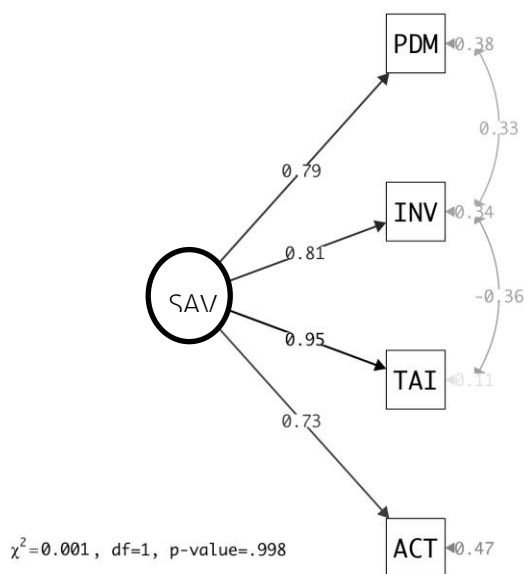 PDM
0.38
0.33
0.79
INV
0.34
0.81
SAV
-0.36
0.95
TAI
0.11
0.73
χ²=0.001, df=1, p-value=.998
ACT
0.47